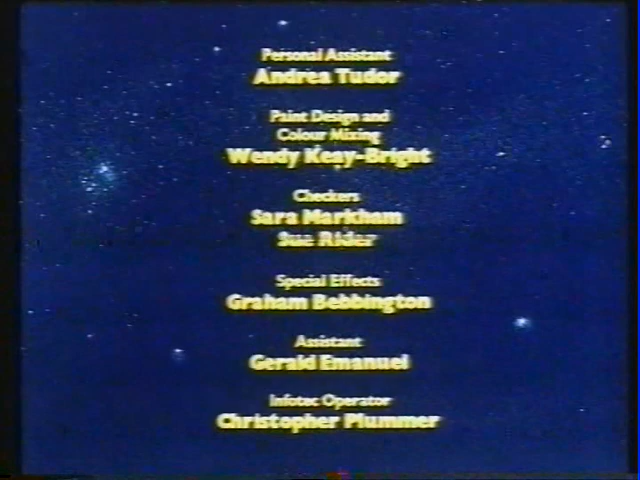 Personal Assistant
Andrea Tudor
Paint Design and
Colour Mixing
Wendy Keay-Bright
Checkers
Sara Markham
Sue Rider
Special Effects
Graham Bebbington
Assistant
Gerald Emanuel
Infotec Operator
Christopher Plummer